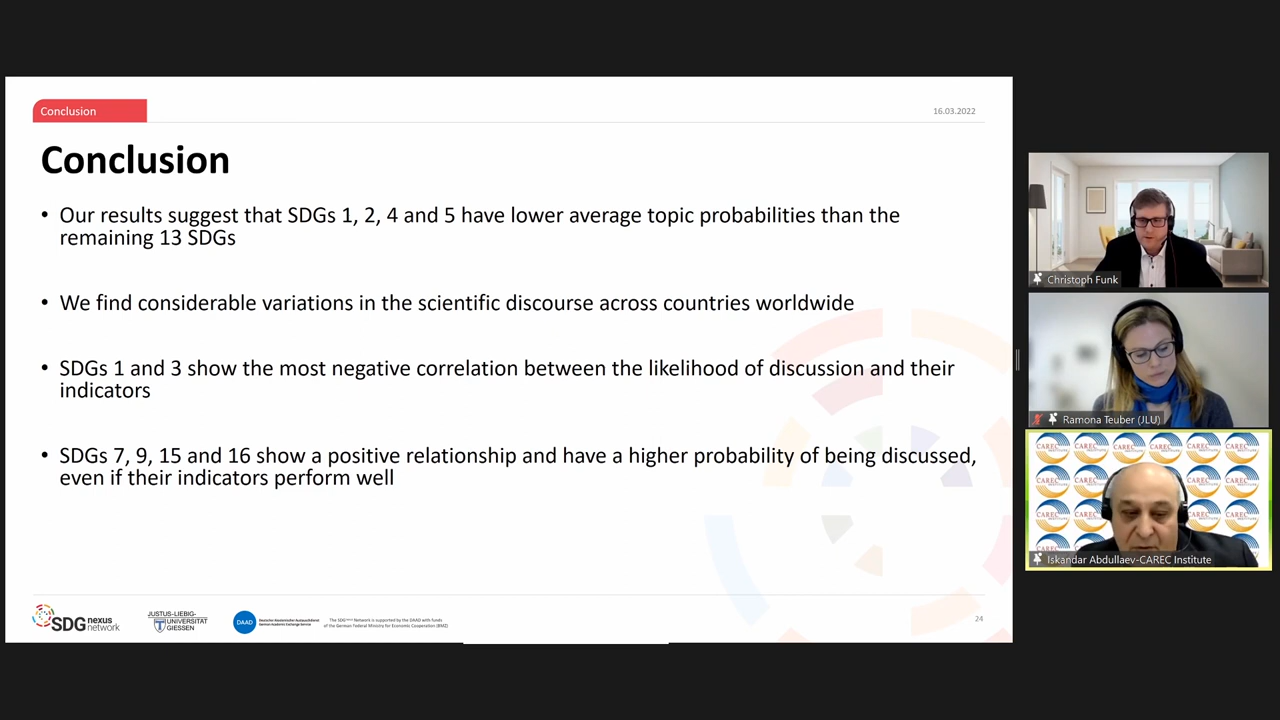 Conclusion
16.03.2022
Conclusion
• Our results suggest that SDGs 1, 2, 4 and 5 have lower average topic probabilities than the
remaining 13 SDGs
• We find considerable variations in the scientific discourse across countries worldwide
• SDGs 1 and 3 show the most negative correlation between the likelihood of discussion and their
indicators
• SDGs 7, 9, 15 and 16 show a positive relationship and have a higher probability of being discussed,
even if their indicators perform well
SDG nexus
network
JUSTUS-LIEBIG-
UNIVERSITÄT
GIESSEN
DAAD
Deutscher Akademischer Austauschdienst
German Academic Exchange Service
The SDGnexus Network is supported by the DAAD with funds
of the German Federal Ministry for Economic Cooperation (BMZ)
24
Christoph Funk
Ramona Teuber (JLU)
CAREC
INSTITUTE
Iskandar Abdullaev-CAREC Institute